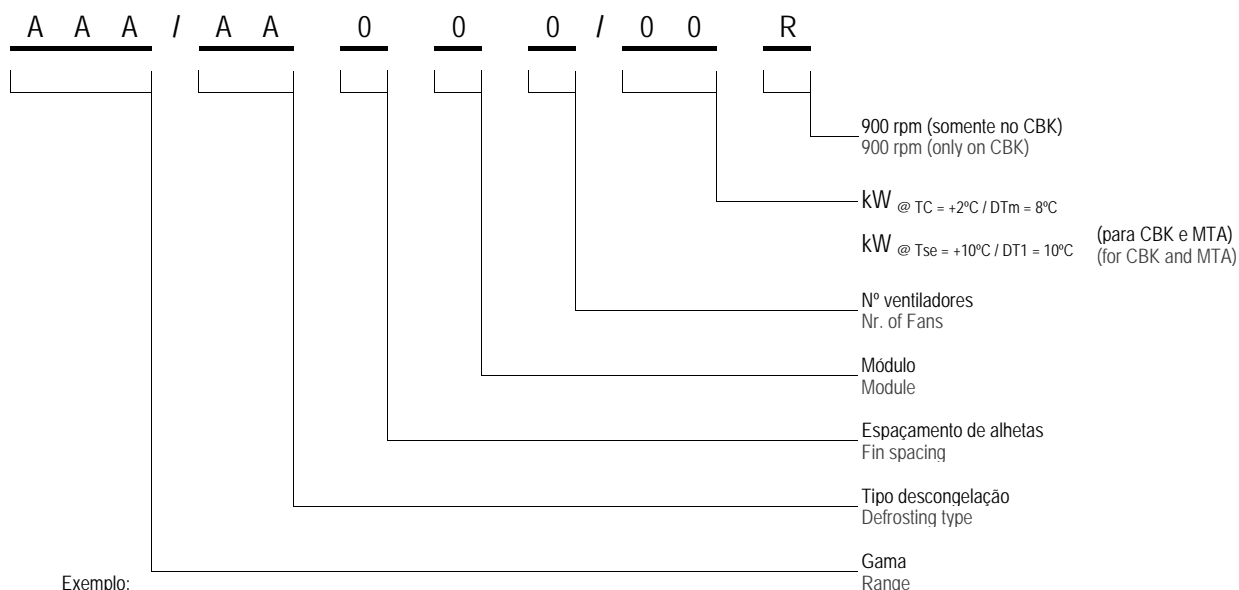 A A A / A A 0 0 0 / 0 0 R
900 rpm (somente no CBK)
900 rpm (only on CBK)
kW @ TC = +2ºC / DTm = 8ºC
kW @ Tse = +10ºC / DT1 = 10ºC
(para CBK e MTA)
(for CBK and MTA)
Nº ventiladores
Nr. of Fans
Módulo
Module
Espaçamento de alhetas
Fin spacing
Tipo descongelação
Defrosting type
Gama
Range
Exemplo: